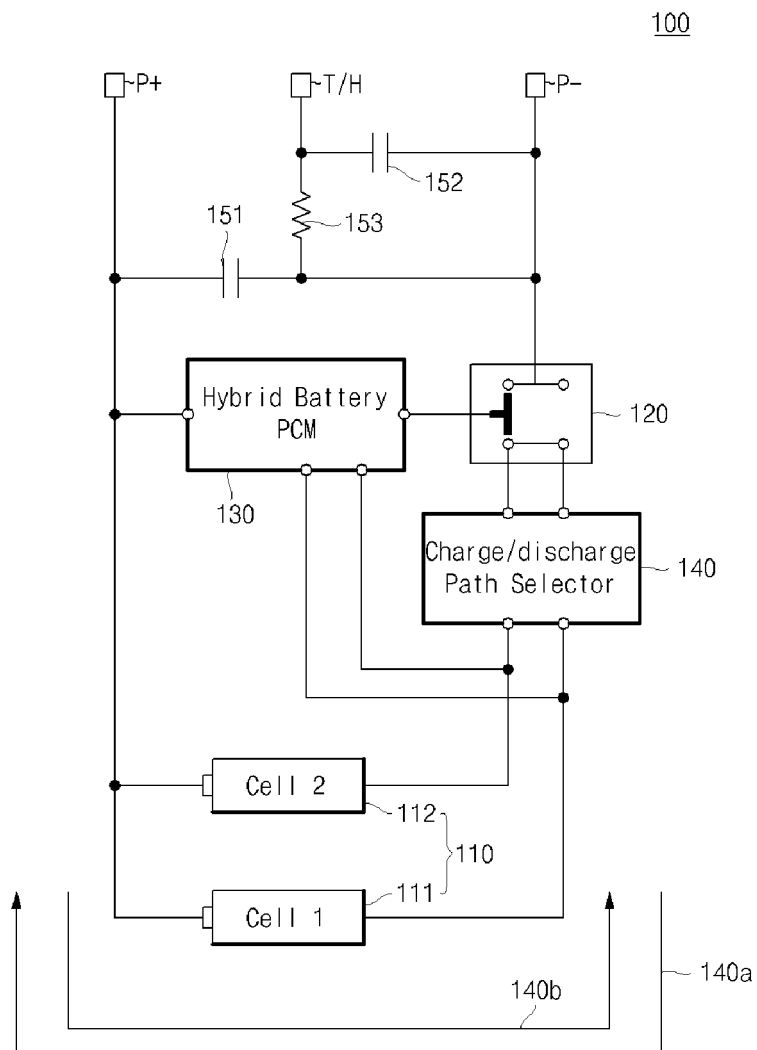 100
P+
T/H
P-
152
151
153
Hybrid Battery
PCM
120
130
Charge/discharge
Path Selector
140
Cell 2
112
110
111
Cell 1
140a
140b